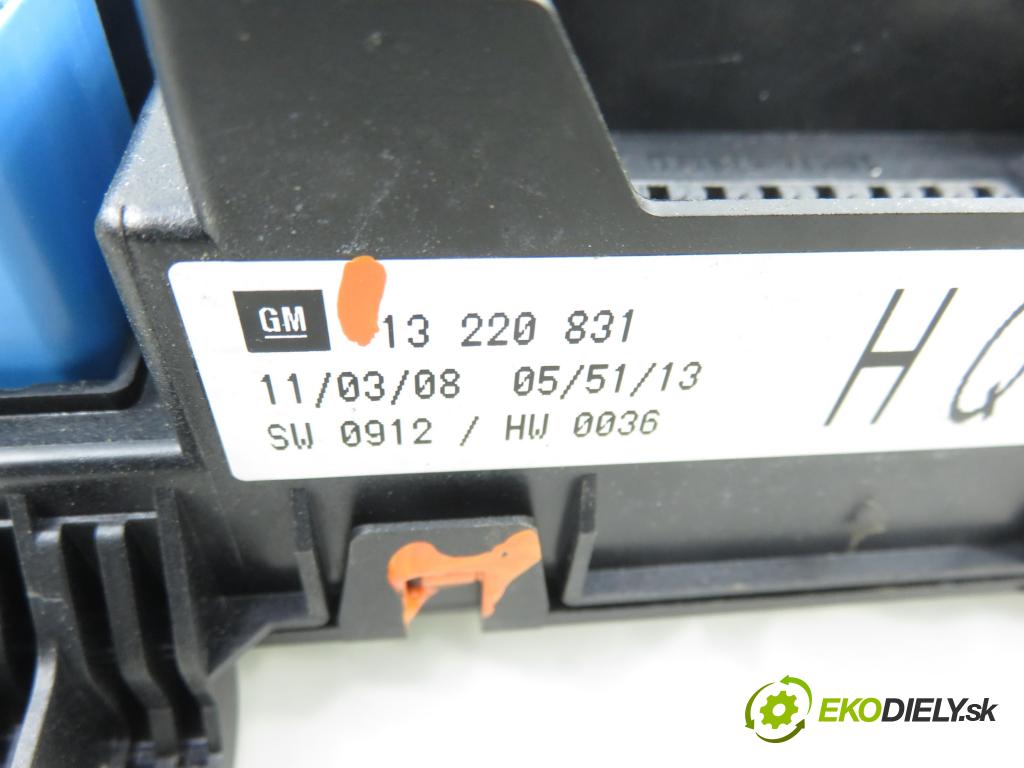 GM 13 220 831
11/03/08 05/51/13
SW 0912 / HW 0036
H
EKODIELY.sk